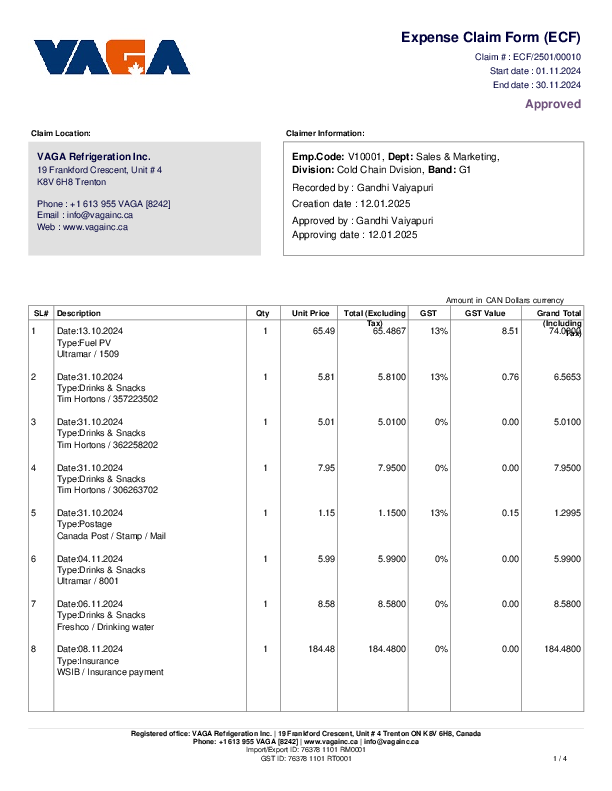 VAGA
Expense Claim Form (ECF)
Claim # : ECF/2501/00010
Start date : 01.11.2024
End date : 30.11.2024
Approved
Claim Location:
VAGA Refrigeration Inc.
19 Frankford Crescent, Unit # 4
K8V 6H8 Trenton
Phone : +1 613 955 VAGA [8242]
Email : info@vagainc.ca
Web : www.vagainc.ca
Claimer Information:
Emp.Code: V10001, Dept: Sales & Marketing,
Division: Cold Chain Dvision, Band: G1
Recorded by : Gandhi Vaiyapuri
Creation date : 12.01.2025
Approved by : Gandhi Vaiyapuri
Approving date : 12.01.2025
Amount in CAN Dollars currency
SL# Description Qty Unit Price Total (Excluding Tax) GST GST Value Grand Total (Including Tax)
1 Date:13.10.2024 1 65.49 65.4867 13% 8.51 74.0000
Type:Fuel PV
Ultramar / 1509
2 Date:31.10.2024 1 5.81 5.8100 13% 0.76 6.5653
Type:Drinks & Snacks
Tim Hortons / 357223502
3 Date:31.10.2024 1 5.01 5.0100 0% 0.00 5.0100
Type:Drinks & Snacks
Tim Hortons / 362258202
4 Date:31.10.2024 1 7.95 7.9500 0% 0.00 7.9500
Type:Drinks & Snacks
Tim Hortons / 306263702
5 Date:31.10.2024 1 1.15 1.1500 13% 0.15 1.2995
Type:Postage
Canada Post / Stamp / Mail
6 Date:04.11.2024 1 5.99 5.9900 0% 0.00 5.9900
Type:Drinks & Snacks
Ultramar / 8001
7 Date:06.11.2024 1 8.58 8.5800 0% 0.00 8.5800
Type:Drinks & Snacks
Freshco / Drinking water
8 Date:08.11.2024 1 184.48 184.4800 0% 0.00 184.4800
Type:Insurance
WSIB / Insurance payment
Registered office: VAGA Refrigeration Inc. | 19 Frankford Crescent, Unit # 4 Trenton ON K8V 6H8, Canada
Phone: +1 613 955 VAGA [8242] | www.vagainc.ca | info@vagainc.ca
Import/Export ID: 76378 1101 RM0001
GST ID: 76378 1101 RT0001
1 / 4